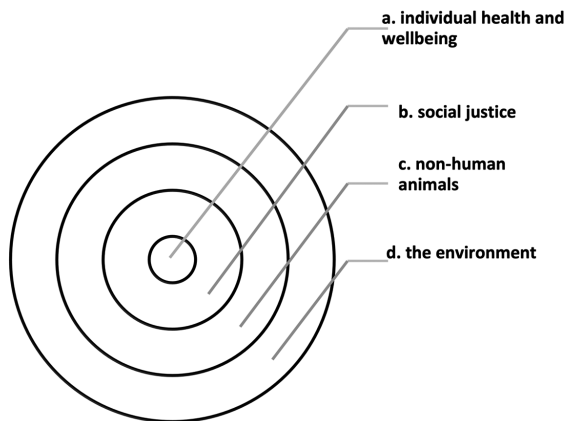 a. individual health and
wellbeing
b. social justice
c. non-human
animals
d. the environment